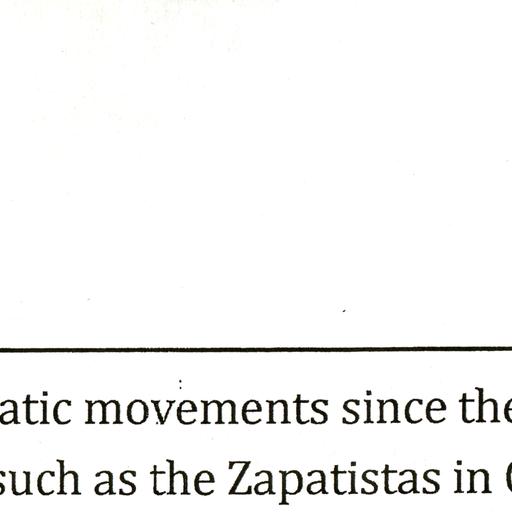 atic movements since the
such as the Zapatistas in